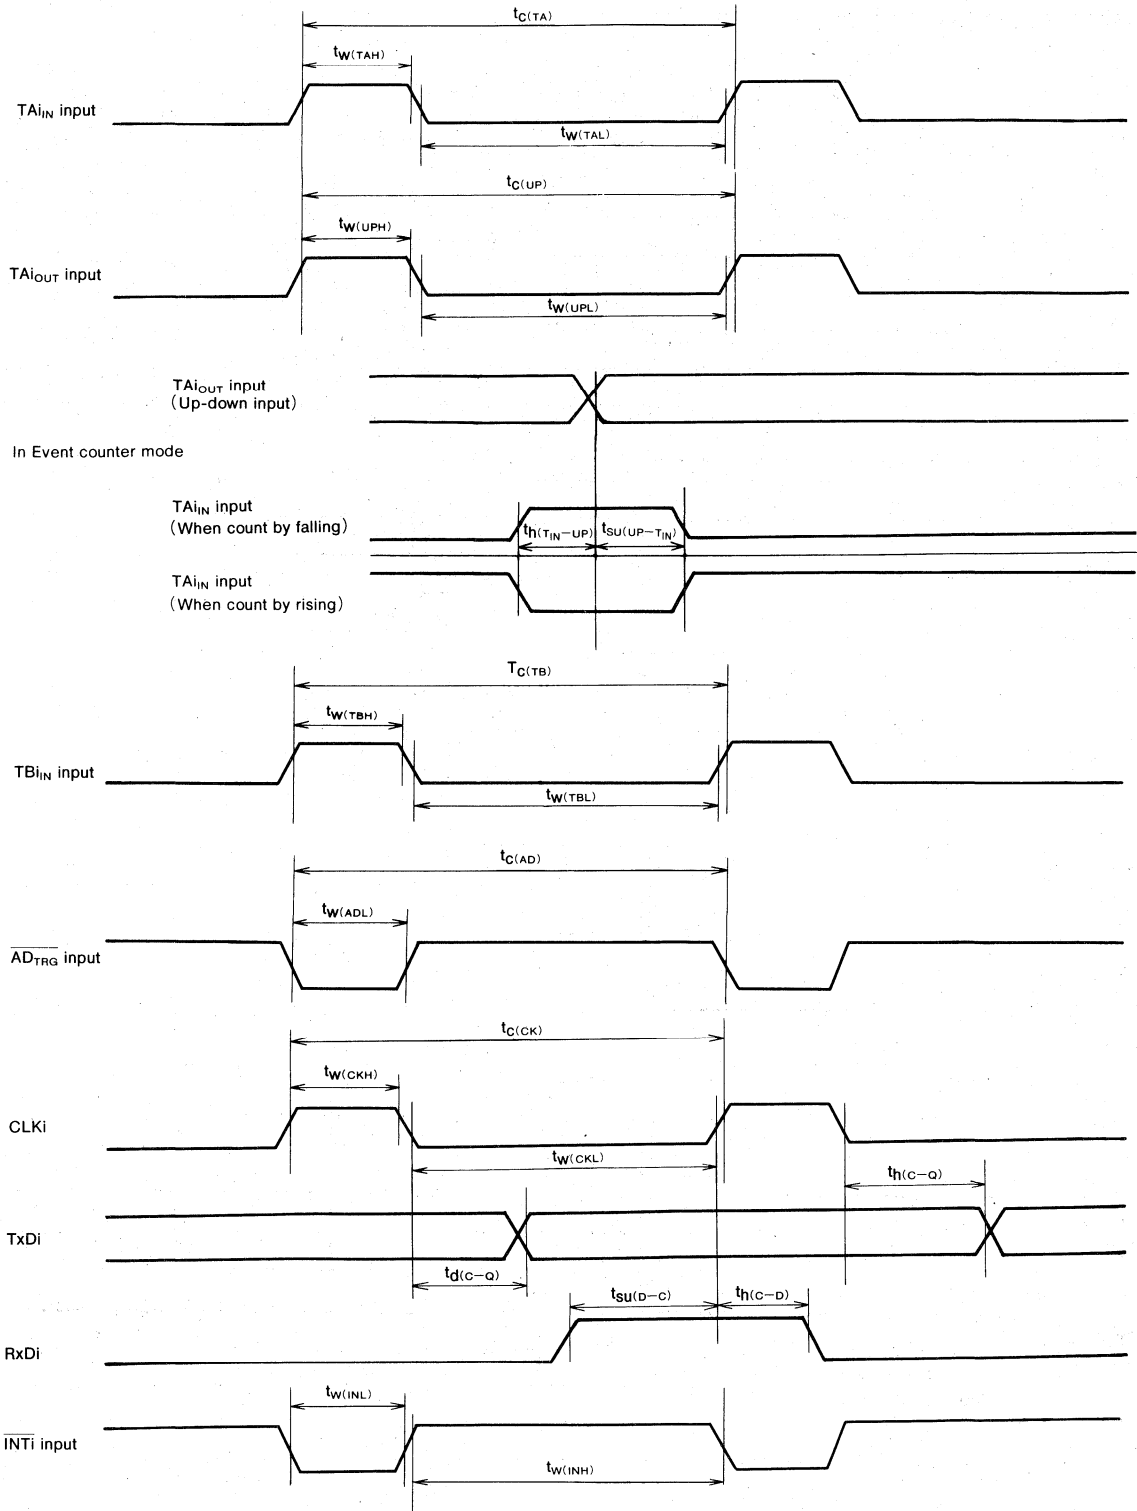 tC(TA)
tW(TAH)
TAiIN input
tW(TAL)
tC(UP)
tW(UPH)
TAiOUT input
tW(UPL)
TAiOUT input
(Up-down input)
In Event counter mode
TAiIN input
(When count by falling)
th(TIN−UP) tSU(UP−TIN)
TAiIN input
(When count by rising)
TC(TB)
tW(TBH)
TBiIN input
tW(TBL)
tC(AD)
tW(ADL)
ADTRG input
tC(CK)
tW(CKH)
CLKi
tW(CKL)
th(C−Q)
TxDi
td(C−Q)
tsu(D−C) th(C−D)
RxDi
tW(INL)
INTi input
tW(INH)